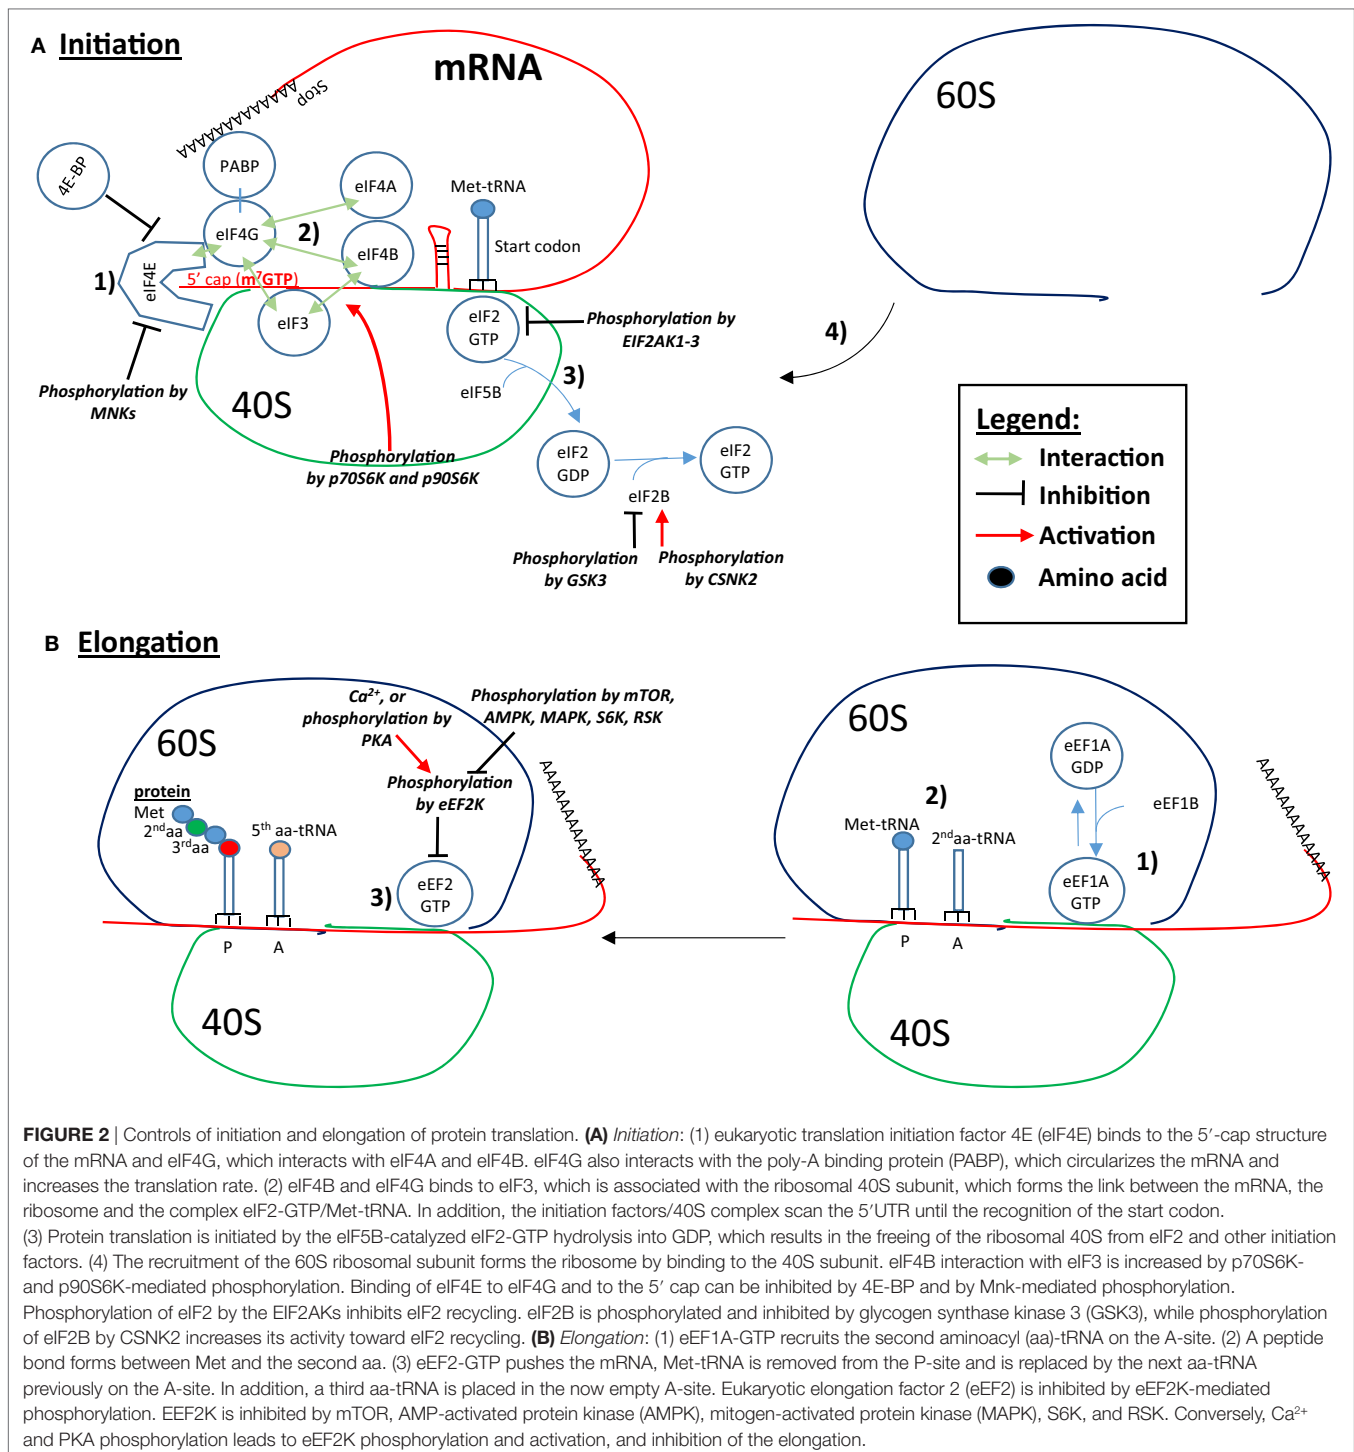 A Initiation
mRNA
60S
Stop
AAAAAAAAAAAA
4E-BP
PABP
eIF4A
Met-tRNA
eIF4G
2)
eIF4B
Start codon
1)
eIF4E
5′ cap (m⁷GTP)
eIF3
eIF2
GTP
Phosphorylation by
EIF2AK1-3
4)
Phosphorylation by
MNKs
40S
eIF5B
3)
Phosphorylation
by p70S6K and p90S6K
eIF2
GDP
eIF2
GTP
eIF2B
Phosphorylation
by GSK3
Phosphorylation
by CSNK2
Legend:
Interaction
Inhibition
Activation
Amino acid
B Elongation
60S
Ca²⁺, or
phosphorylation by
PKA
Phosphorylation by mTOR,
AMPK, MAPK, S6K, RSK
Phosphorylation
by eEF2K
protein
Met
2ⁿᵈaa
3ʳᵈaa
5ᵗʰ aa-tRNA
3)
eEF2
GTP
AAAAAAAAAAAA
P
A
40S
60S
eEF1A
GDP
eEF1B
2)
Met-tRNA
2ⁿᵈaa-tRNA
1)
eEF1A
GTP
AAAAAAAAAAAA
P
A
40S
FIGURE 2 | Controls of initiation and elongation of protein translation. (A) Initiation: (1) eukaryotic translation initiation factor 4E (eIF4E) binds to the 5′-cap structure
of the mRNA and eIF4G, which interacts with eIF4A and eIF4B. eIF4G also interacts with the poly-A binding protein (PABP), which circularizes the mRNA and
increases the translation rate. (2) eIF4B and eIF4G binds to eIF3, which is associated with the ribosomal 40S subunit, which forms the link between the mRNA, the
ribosome and the complex eIF2-GTP/Met-tRNA. In addition, the initiation factors/40S complex scan the 5′UTR until the recognition of the start codon.
(3) Protein translation is initiated by the eIF5B-catalyzed eIF2-GTP hydrolysis into GDP, which results in the freeing of the ribosomal 40S from eIF2 and other initiation
factors. (4) The recruitment of the 60S ribosomal subunit forms the ribosome by binding to the 40S subunit. eIF4B interaction with eIF3 is increased by p70S6K-
and p90S6K-mediated phosphorylation. Binding of eIF4E to eIF4G and to the 5′ cap can be inhibited by 4E-BP and by Mnk-mediated phosphorylation.
Phosphorylation of eIF2 by the EIF2AKs inhibits eIF2 recycling. eIF2B is phosphorylated and inhibited by glycogen synthase kinase 3 (GSK3), while phosphorylation
of eIF2B by CSNK2 increases its activity toward eIF2 recycling. (B) Elongation: (1) eEF1A-GTP recruits the second aminoacyl (aa)-tRNA on the A-site. (2) A peptide
bond forms between Met and the second aa. (3) eEF2-GTP pushes the mRNA, Met-tRNA is removed from the P-site and is replaced by the next aa-tRNA
previously on the A-site. In addition, a third aa-tRNA is placed in the now empty A-site. Eukaryotic elongation factor 2 (eEF2) is inhibited by eEF2K-mediated
phosphorylation. EEF2K is inhibited by mTOR, AMP-activated protein kinase (AMPK), mitogen-activated protein kinase (MAPK), S6K, and RSK. Conversely, Ca²⁺
and PKA phosphorylation leads to eEF2K phosphorylation and activation, and inhibition of the elongation.